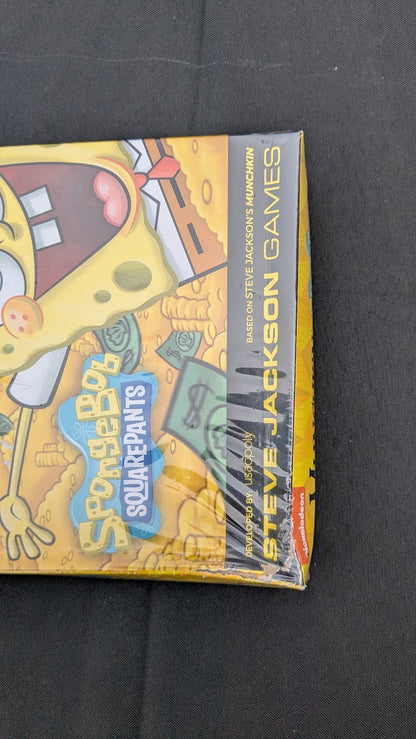 SPONGEBOB
SQUAREPANTS
BASED ON STEVE JACKSON'S MUNCHKIN
DEVELOPED BY usaopoly
STEVE JACKSON GAMES
nickelodeon